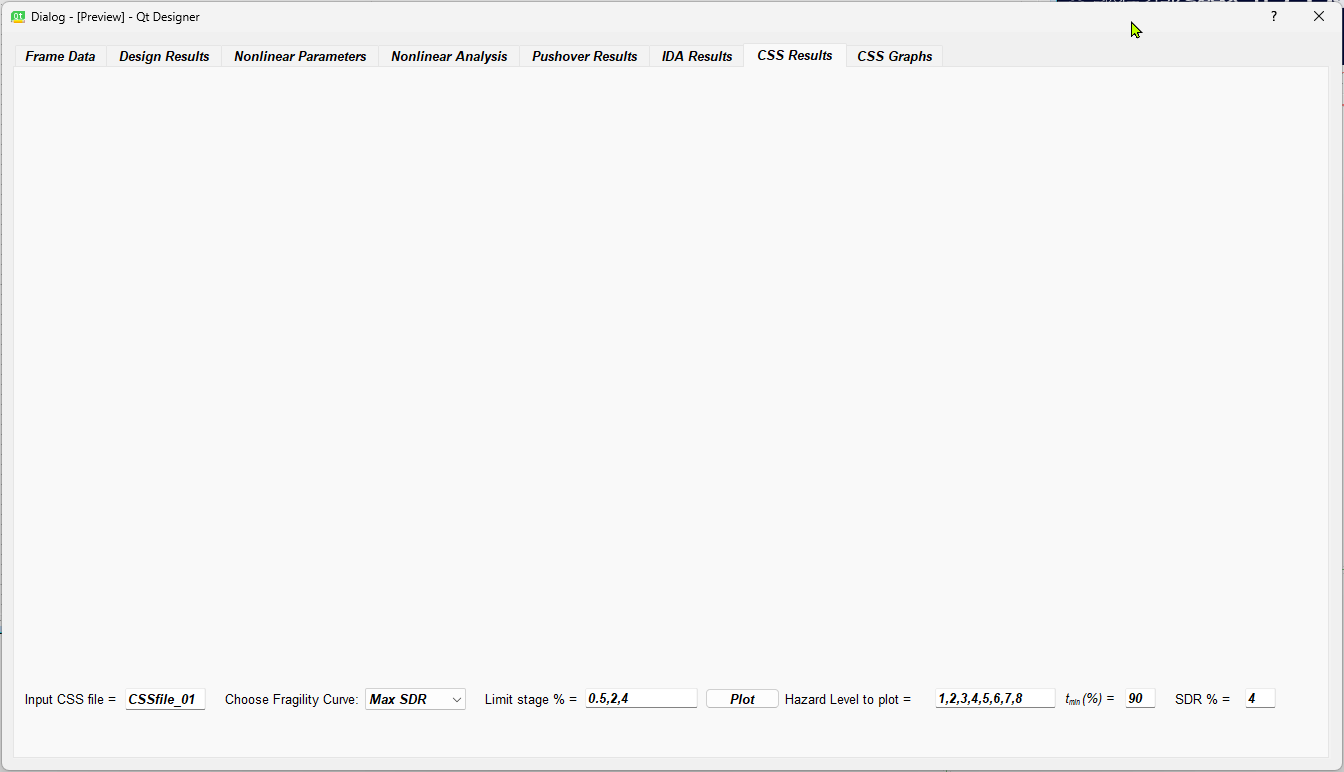 Dialog - [Preview] - Qt Designer
Frame Data Design Results Nonlinear Parameters Nonlinear Analysis Pushover Results IDA Results CSS Results CSS Graphs
Input CSS file = CSSfile_01 Choose Fragility Curve: Max SDR Limit stage % = 0.5,2,4 Plot Hazard Level to plot = 1,2,3,4,5,6,7,8 tmin (%) = 90 SDR % = 4